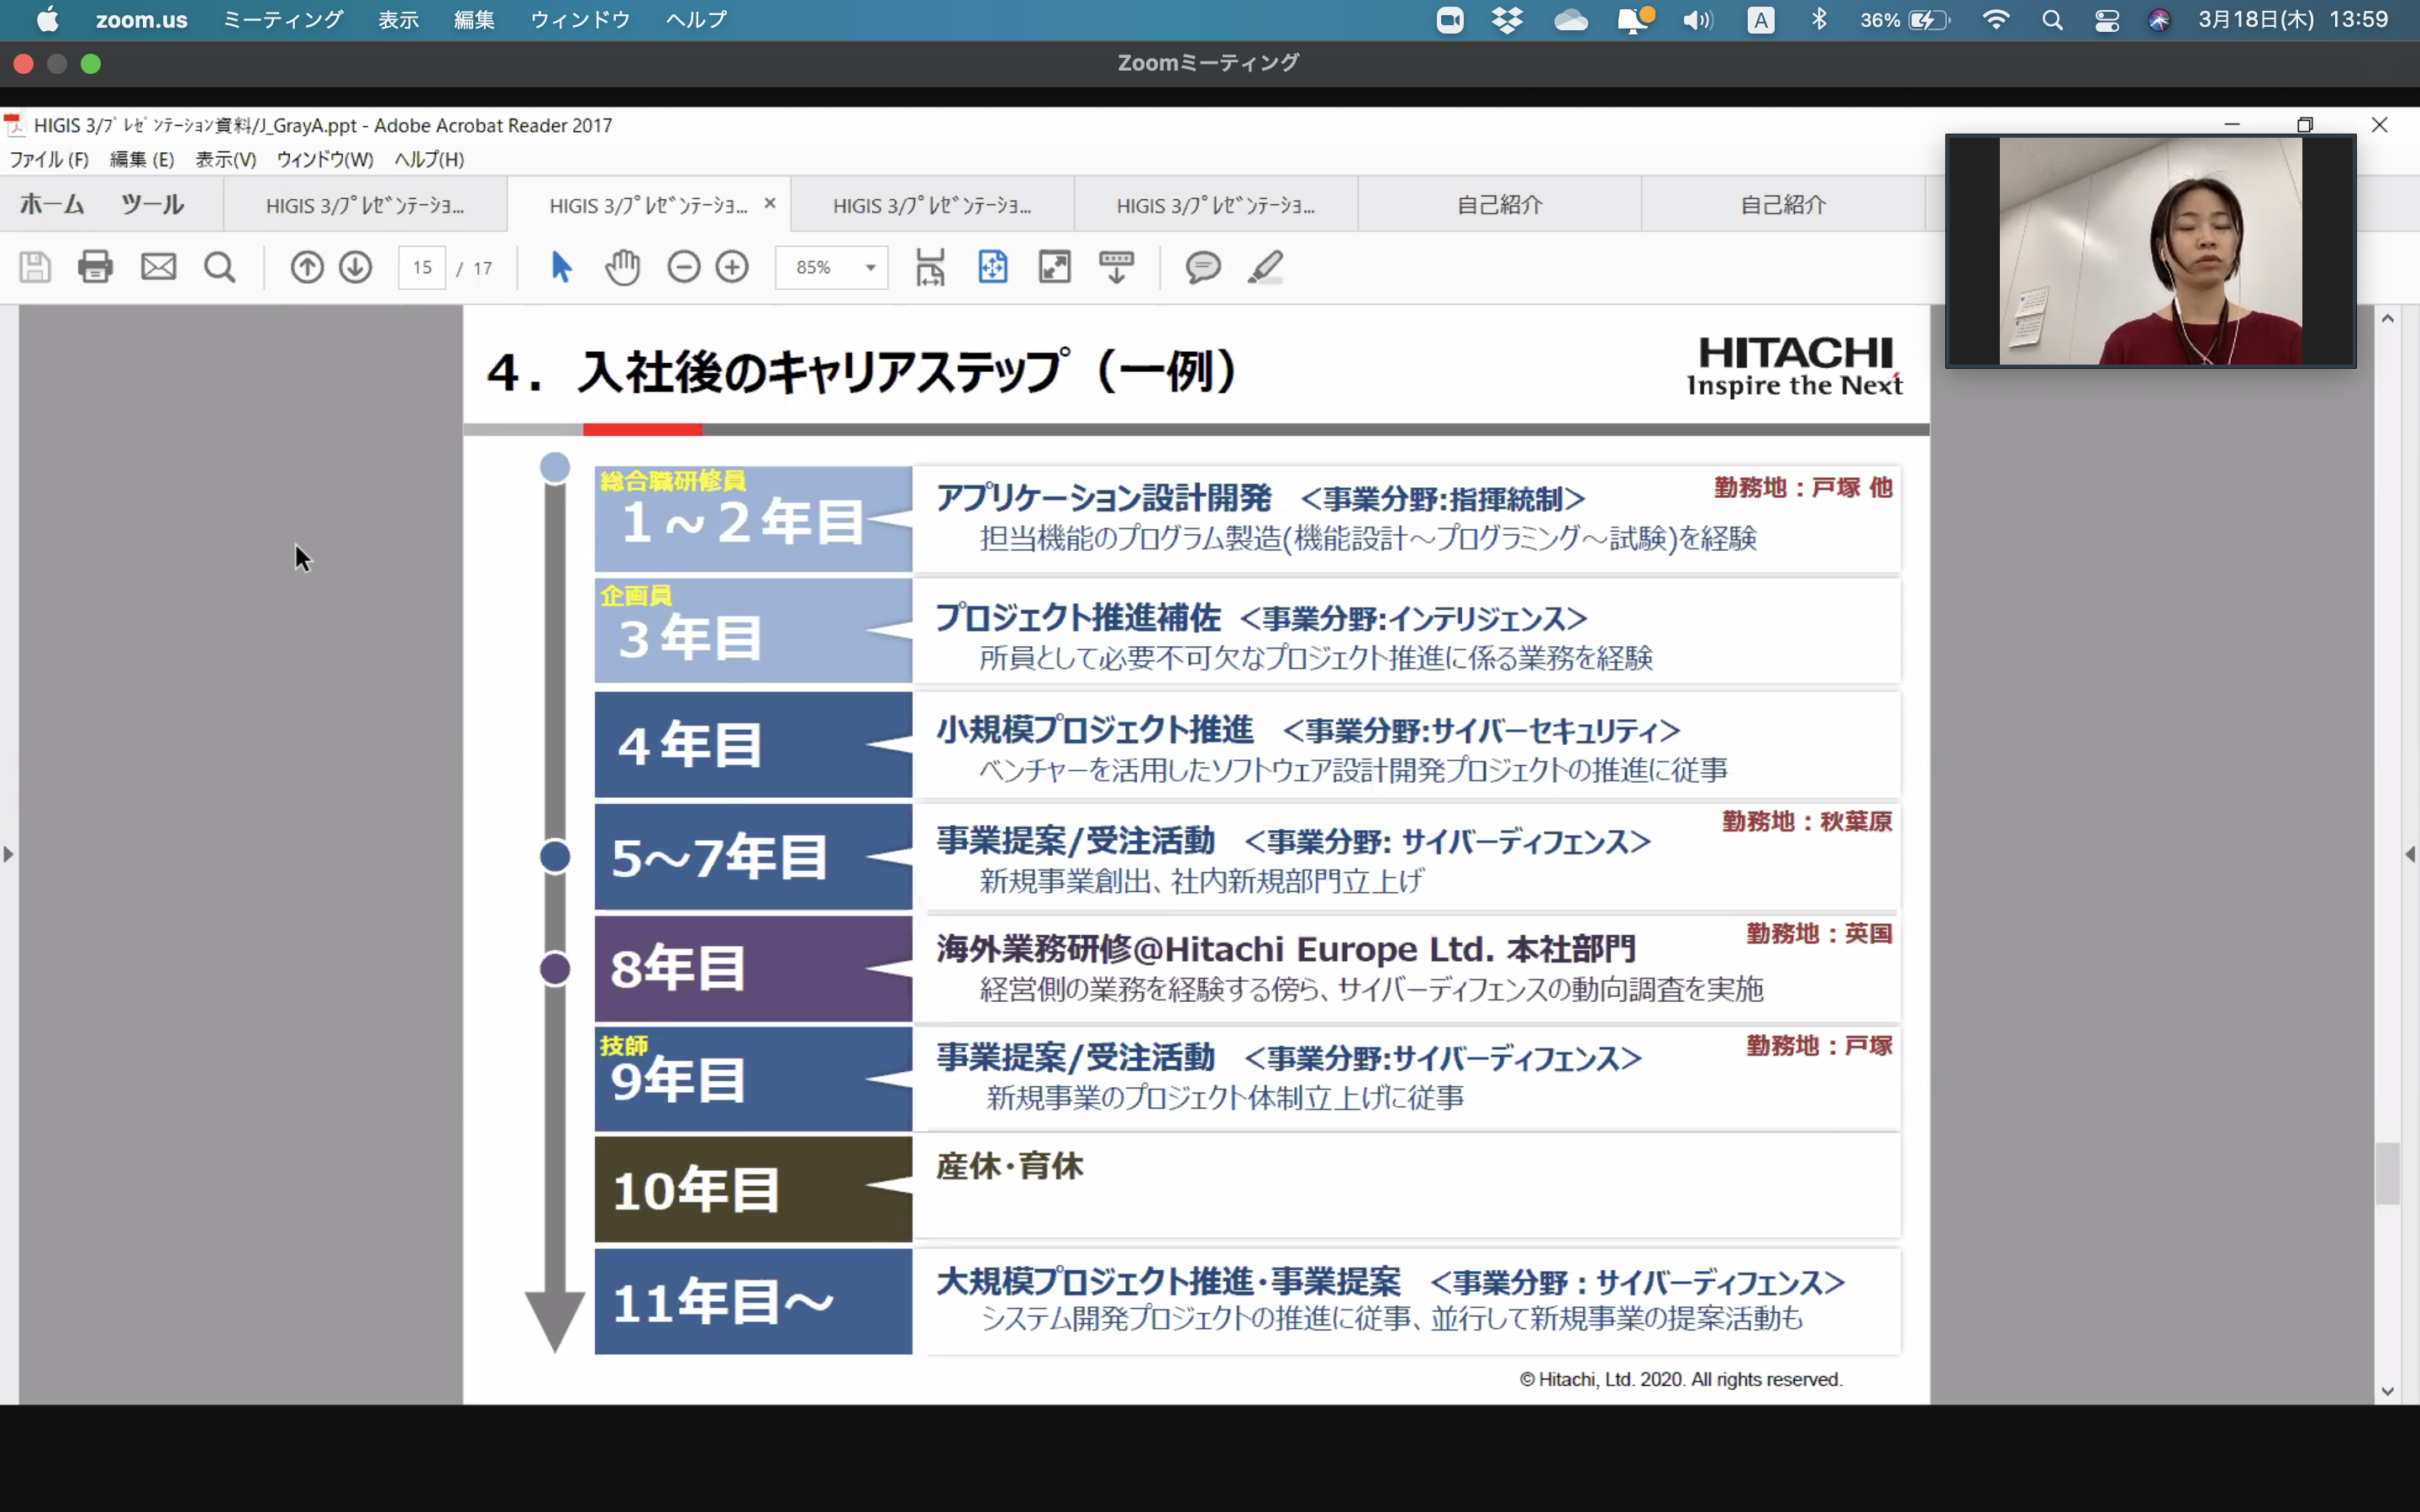 zoom.us ミーティング 表示 編集 ウィンドウ ヘルプ A 36% 3月18日(木) 13:59
Zoomミーティング
HIGIS 3/ﾌﾟﾚｾﾞﾝﾃｰｼｮﾝ資料/J_GrayA.ppt - Adobe Acrobat Reader 2017
ファイル(F) 編集(E) 表示(V) ウィンドウ(W) ヘルプ(H)
ホーム ツール HIGIS 3/ﾌﾟﾚｾﾞﾝﾃｰｼｮ... HIGIS 3/ﾌﾟﾚｾﾞﾝﾃｰｼｮ... × HIGIS 3/ﾌﾟﾚｾﾞﾝﾃｰｼｮ... HIGIS 3/ﾌﾟﾚｾﾞﾝﾃｰｼｮ... 自己紹介 自己紹介
15 / 17 85%
4．入社後のキャリアステップ（一例）
HITACHI
Inspire the Next
総合職研修員
1～2年目
アプリケーション設計開発 ＜事業分野:指揮統制＞
勤務地：戸塚 他
担当機能のプログラム製造(機能設計～プログラミング～試験)を経験
企画員
3年目
プロジェクト推進補佐 ＜事業分野:インテリジェンス＞
所員として必要不可欠なプロジェクト推進に係る業務を経験
4年目
小規模プロジェクト推進 ＜事業分野:サイバーセキュリティ＞
ベンチャーを活用したソフトウェア設計開発プロジェクトの推進に従事
5～7年目
事業提案/受注活動 ＜事業分野: サイバーディフェンス＞
勤務地：秋葉原
新規事業創出、社内新規部門立上げ
8年目
海外業務研修@Hitachi Europe Ltd. 本社部門
勤務地：英国
経営側の業務を経験する傍ら、サイバーディフェンスの動向調査を実施
技師
9年目
事業提案/受注活動 ＜事業分野:サイバーディフェンス＞
勤務地：戸塚
新規事業のプロジェクト体制立上げに従事
10年目
産休・育休
11年目～
大規模プロジェクト推進・事業提案 ＜事業分野：サイバーディフェンス＞
システム開発プロジェクトの推進に従事、並行して新規事業の提案活動も
© Hitachi, Ltd. 2020. All rights reserved.